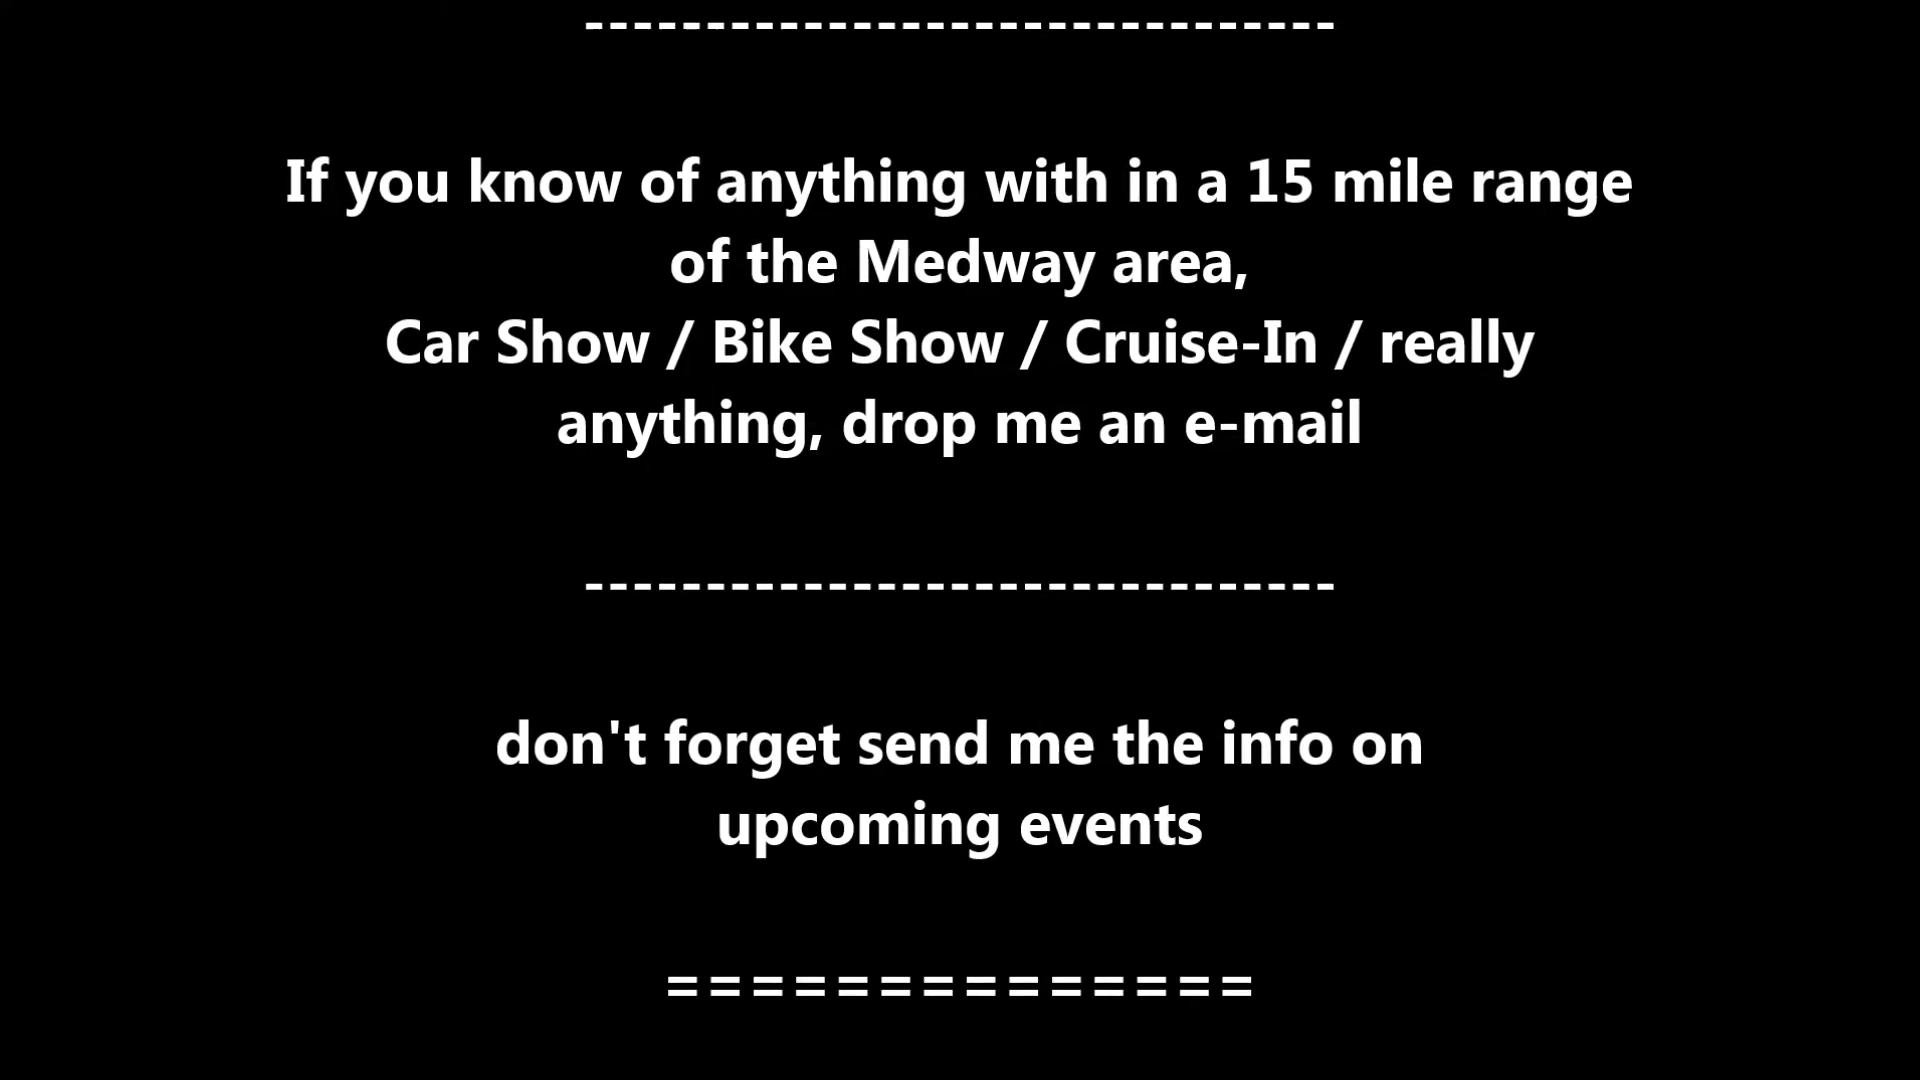 -------------------------------
If you know of anything with in a 15 mile range
of the Medway area,
Car Show / Bike Show / Cruise-In / really
anything, drop me an e-mail
-------------------------------
don't forget send me the info on
upcoming events
==============